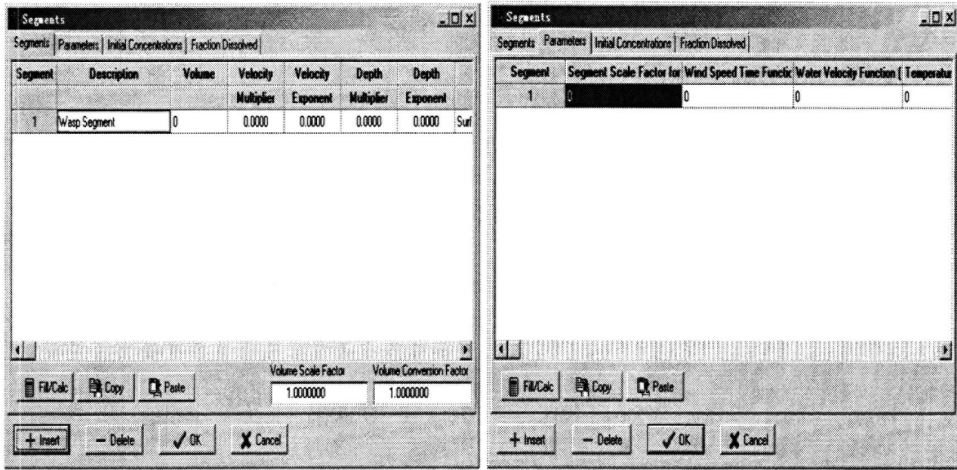 Segments
Segments Parameters Initial Concentrations Fraction Dissolved
Segment Description Volume Velocity Velocity Depth Depth
Multiplier Exponent Multiplier Exponent
1 Wasp Segment 0 0.0000 0.0000 0.0000 0.0000 Surf
Volume Scale Factor Volume Conversion Factor
Fill/Calc Copy Paste 1.0000000 1.0000000
Insert Delete OK Cancel
Segments
Segments Parameters Initial Concentrations Fraction Dissolved
Segment Segment Scale Factor for Wind Speed Time Functic Water Velocity Function [ Temperatur
1 0 0 0 0
Fill/Calc Copy Paste
Insert Delete OK Cancel